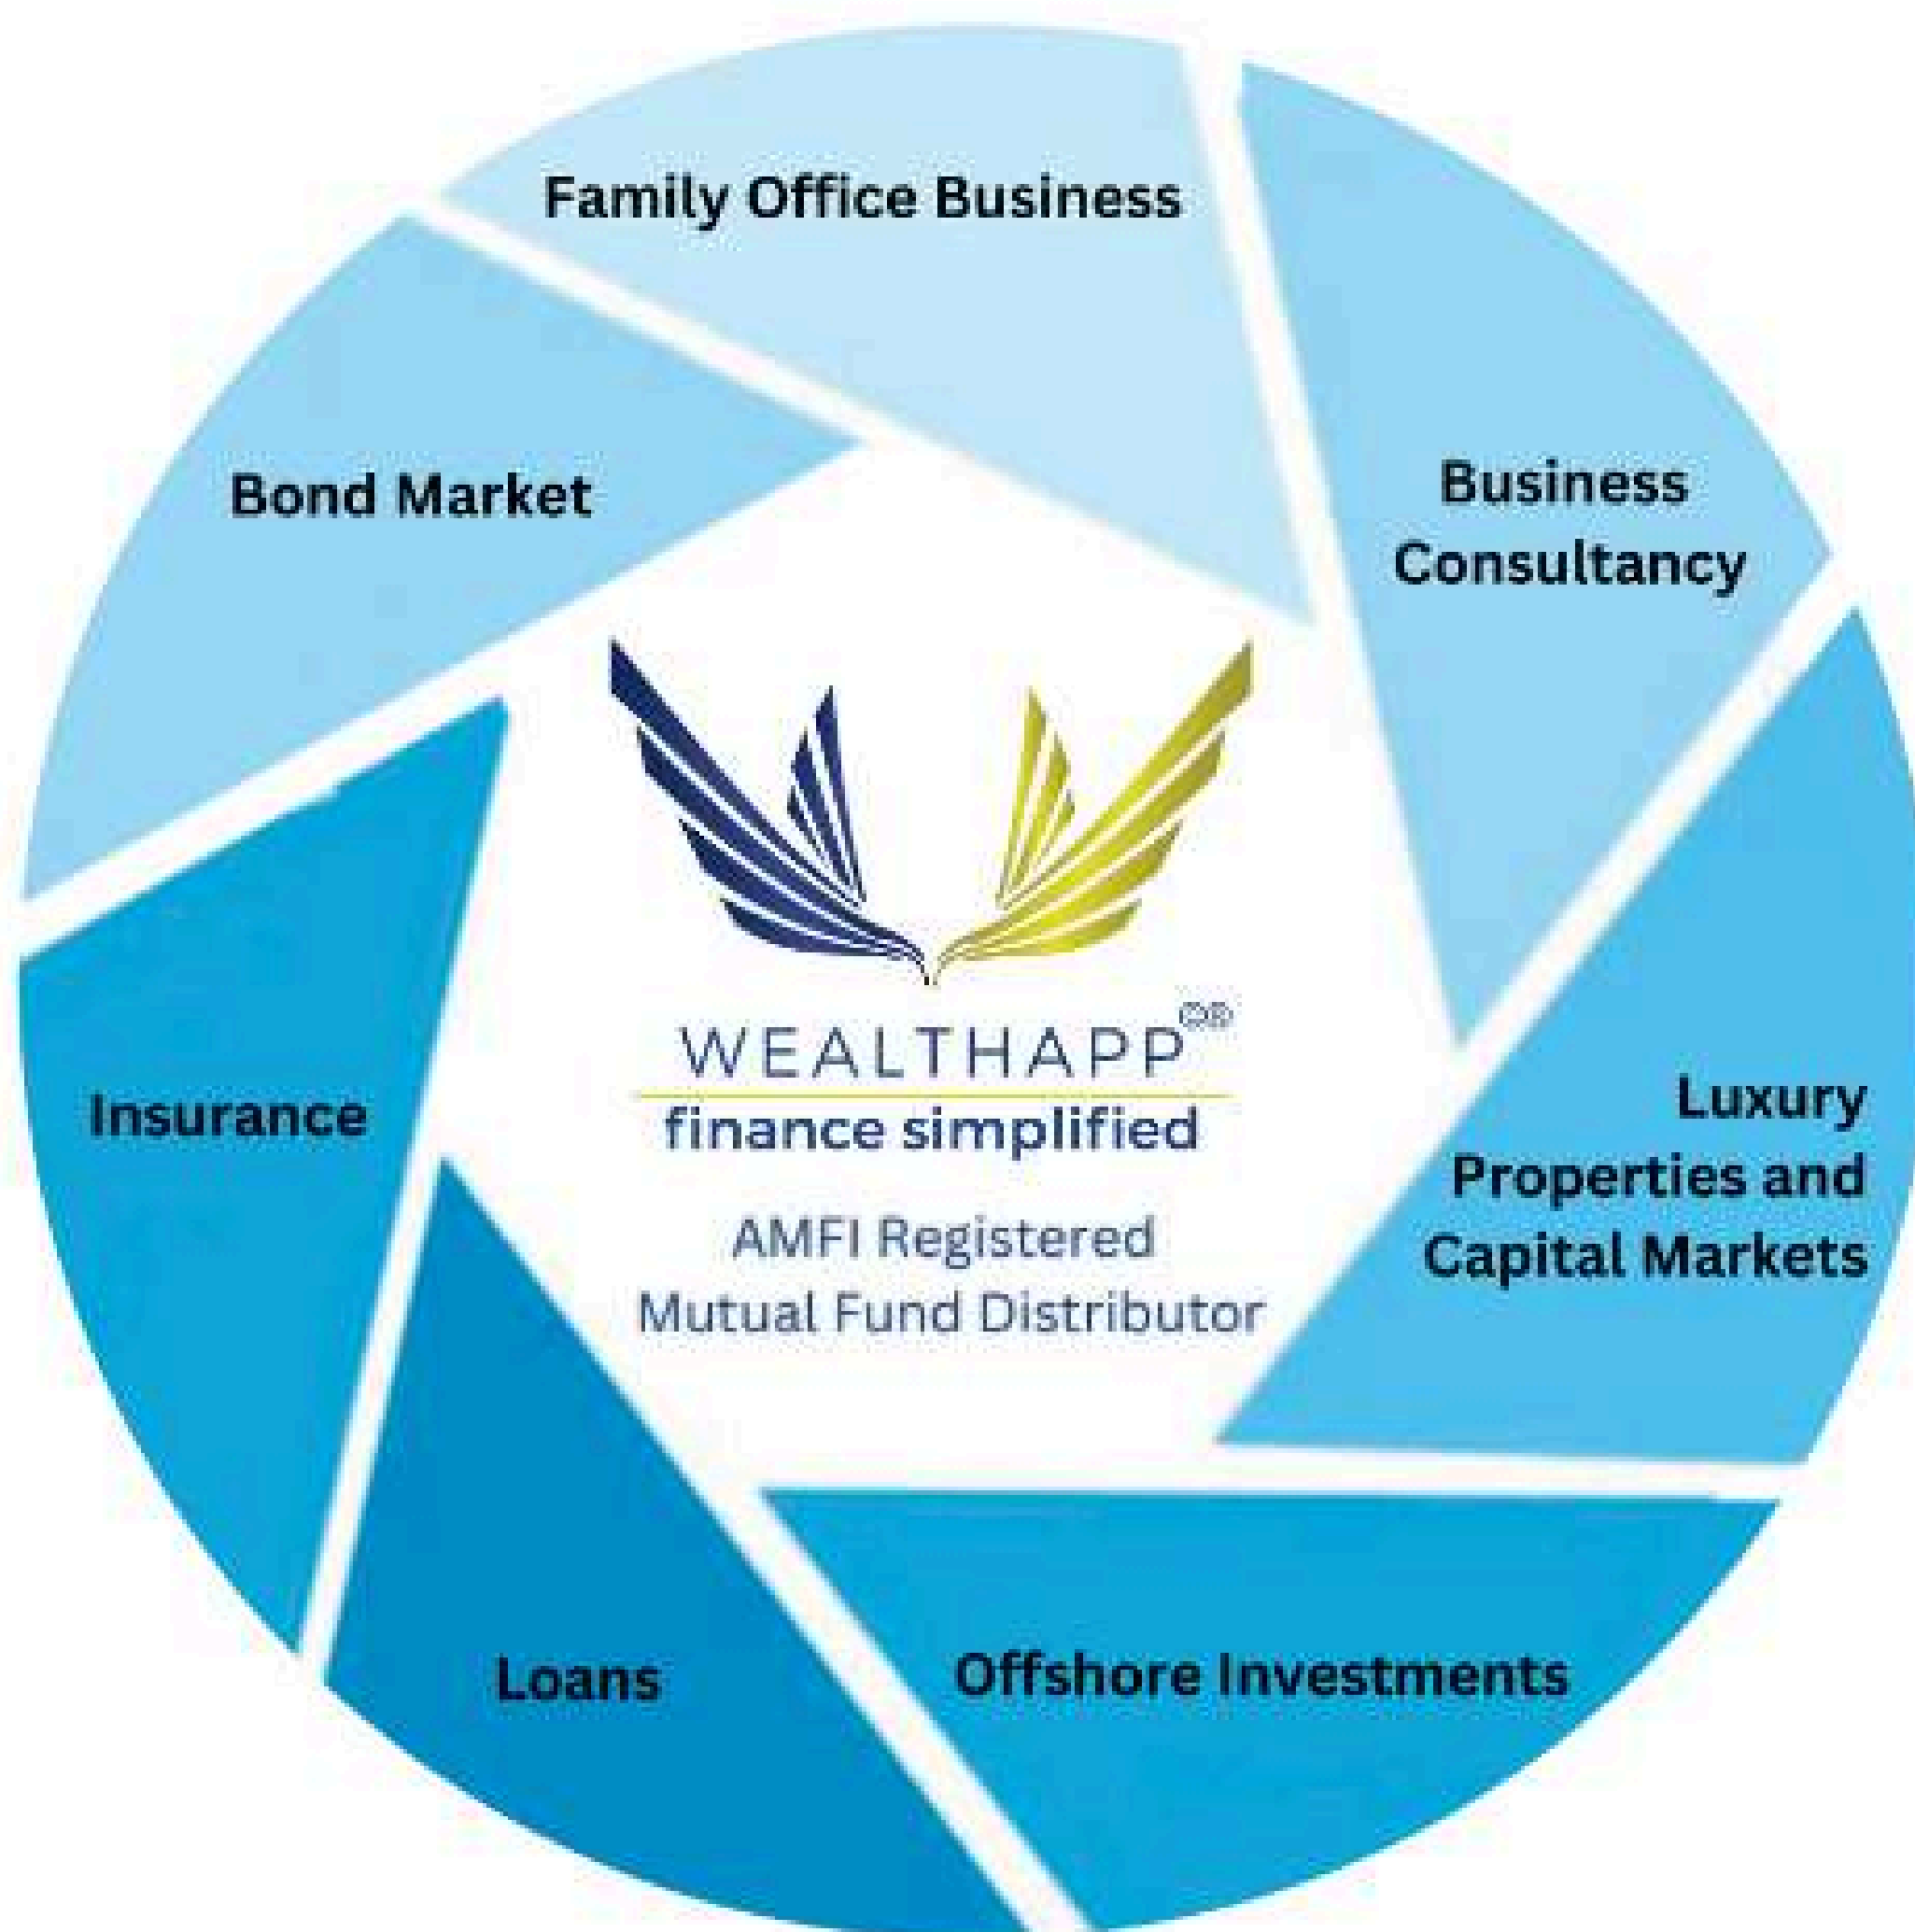 Family Office Business
Business
Consultancy
Bond Market
WEALTHAPP©®
finance simplified
AMFI Registered
Mutual Fund Distributor
Luxury
Properties and
Capital Markets
Insurance
Loans
Offshore Investments